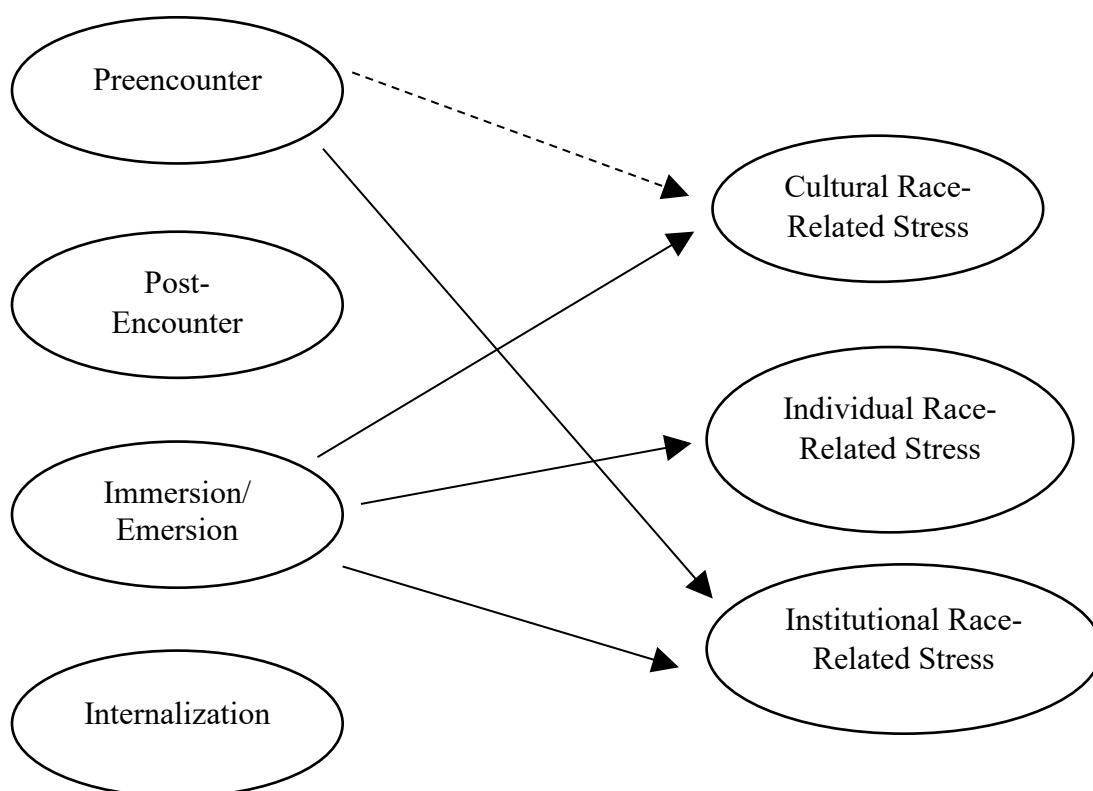 Preencounter
Post-
Encounter
Immersion/
Emersion
Internalization
Cultural Race-
Related Stress
Individual Race-
Related Stress
Institutional Race-
Related Stress